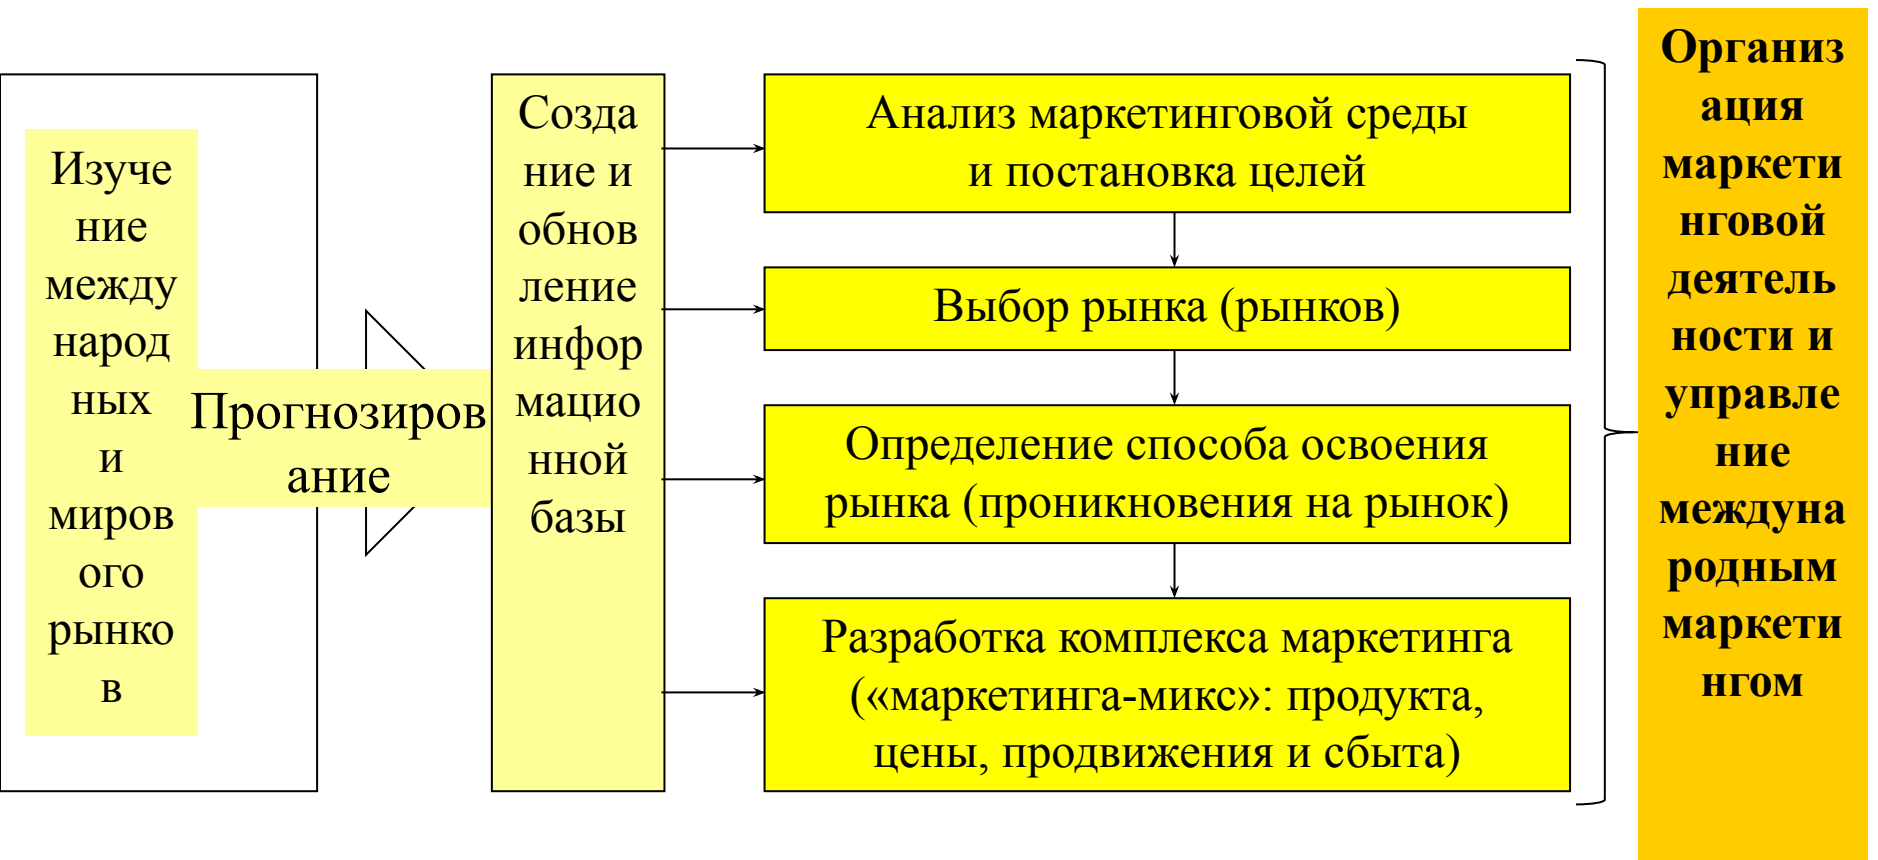 Изуче
ние
между
народ
ных
и
миров
ого
рынко
в
Прогнозиров
ание
Созда
ние и
обнов
ление
инфор
мацио
нной
базы
Анализ маркетинговой среды
и постановка целей
Выбор рынка (рынков)
Определение способа освоения
рынка (проникновения на рынок)
Разработка комплекса маркетинга
(«маркетинга-микс»: продукта,
цены, продвижения и сбыта)
Организ
ация
маркети
нговой
деятель
ности и
управле
ние
междуна
родным
маркети
нгом